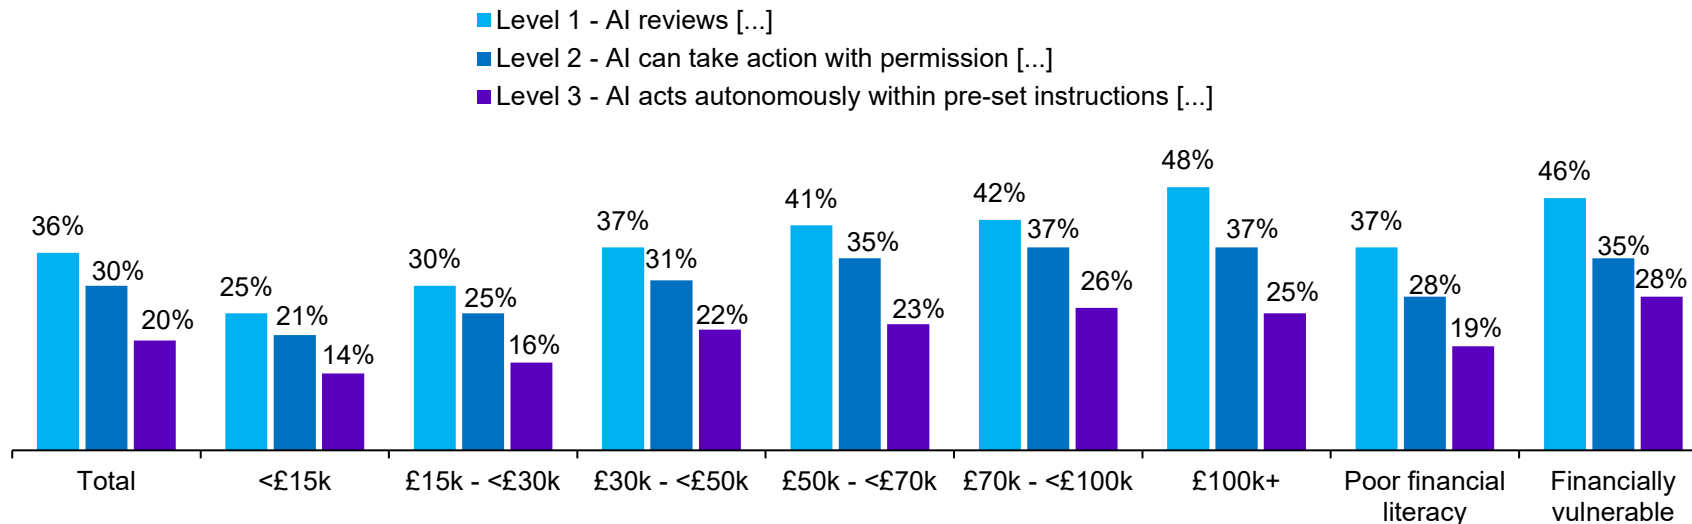 Level 1 - AI reviews [...]
Level 2 - AI can take action with permission [...]
Level 3 - AI acts autonomously within pre-set instructions [...]
36%
30%
20%
25%
21%
14%
30%
25%
16%
37%
31%
22%
41%
35%
23%
42%
37%
26%
48%
37%
25%
37%
28%
19%
46%
35%
28%
Total
<£15k
£15k - <£30k
£30k - <£50k
£50k - <£70k
£70k - <£100k
£100k+
Poor financial
literacy
Financially
vulnerable